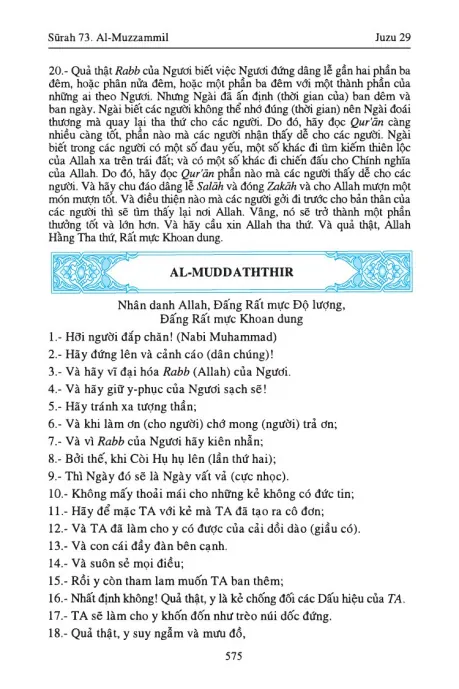 Sūrah 73. Al-Muzzammil Juzu 29
20.- Quả thật Rabb của Ngươi biết việc Ngươi đứng dâng lễ gần hai phần ba
đêm, hoặc phân nửa đêm, hoặc một phần ba đêm với một thành phần của
những ai theo Ngươi. Nhưng Ngài đã ấn định (thời gian của) ban đêm và
ban ngày. Ngài biết các người không thể nhớ đúng (thời gian) nên Ngài đoái
thương mà quay lại tha thứ cho các người. Do đó, hãy đọc Qur'ān càng
nhiều càng tốt, phần nào mà các người nhận thấy dễ cho các người. Ngài
biết trong các người có một số đau yếu, một số khác đi tìm kiếm thiên lộc
của Allah xa trên trái đất; và có một số khác đi chiến đấu cho Chính nghĩa
của Allah. Do đó, hãy đọc Qur'ān phần nào mà các người thấy dễ cho các
người. Và hãy chu đáo dâng lễ Salāh và đóng Zakāh và cho Allah mượn một
món mượn tốt. Và điều thiện nào mà các người gởi đi trước cho bản thân của
các người thì sẽ tìm thấy lại nơi Allah. Vâng, nó sẽ trở thành một phần
thưởng tốt và lớn hơn. Và hãy cầu xin Allah tha thứ. Và quả thật, Allah
Hằng Tha thứ, Rất mực Khoan dung.
AL-MUDDATHTHIR
Nhân danh Allah, Đấng Rất mực Độ lượng,
Đấng Rất mực Khoan dung
1.- Hỡi người đắp chăn! (Nabi Muhammad)
2.- Hãy đứng lên và cảnh cáo (dân chúng)!
3.- Và hãy vĩ đại hóa Rabb (Allah) của Ngươi.
4.- Và hãy giữ y-phục của Ngươi sạch sẽ!
5.- Hãy tránh xa tượng thần;
6.- Và khi làm ơn (cho người) chớ mong (người) trả ơn;
7.- Và vì Rabb của Ngươi hãy kiên nhẫn;
8.- Bởi thế, khi Còi Hụ hụ lên (lần thứ hai);
9.- Thì Ngày đó sẽ là Ngày vất vả (cực nhọc).
10.- Không mấy thoải mái cho những kẻ không có đức tin;
11.- Hãy để mặc TA với kẻ mà TA đã tạo ra cô đơn;
12.- Và TA đã làm cho y có được của cải dồi dào (giầu có).
13.- Và con cái đầy đàn bên cạnh.
14.- Và suôn sẻ mọi điều;
15.- Rồi y còn tham lam muốn TA ban thêm;
16.- Nhất định không! Quả thật, y là kẻ chống đối các Dấu hiệu của TA.
17.- TA sẽ làm cho y khốn đốn như trèo núi dốc đứng.
18.- Quả thật, y suy ngẫm và mưu đồ,
575